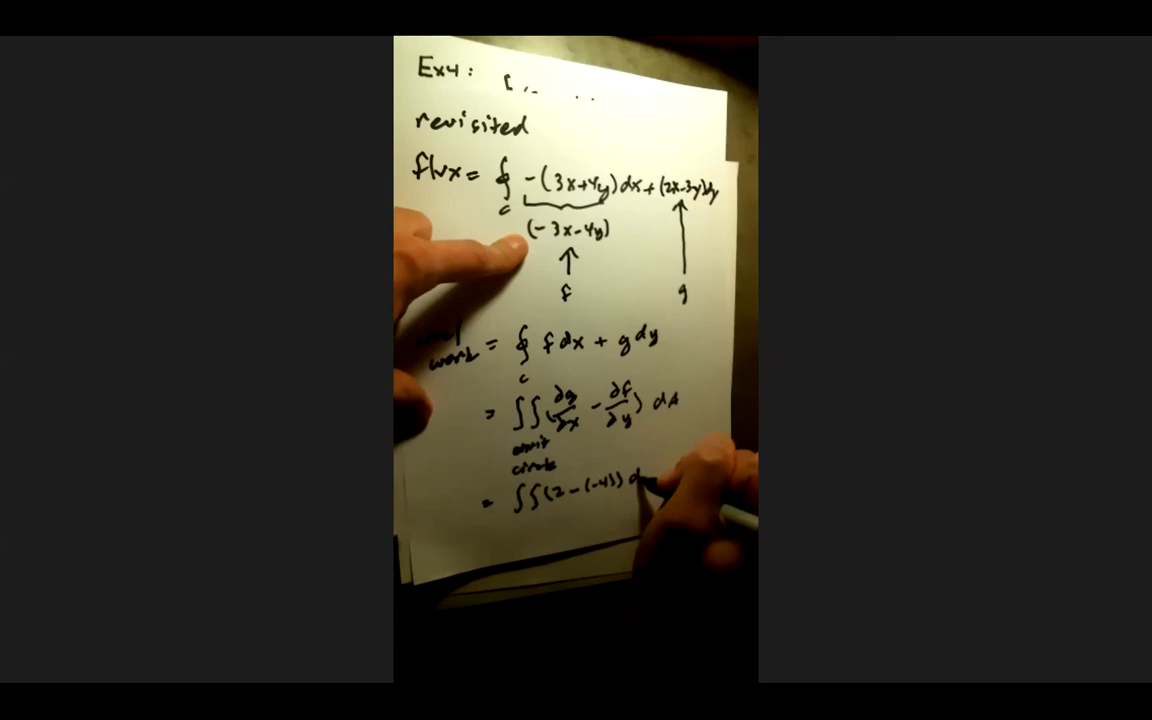 Ex4:
revisited
flux = ∮ -(3x+4y)dx + (2x-3y)dy
c
(-3x-4y)
↑
f g
work = ∮ f dx + g dy
c
= ∬ (∂g/∂x - ∂f/∂y) dA
unit
circle
= ∬ (2-(-4)) d